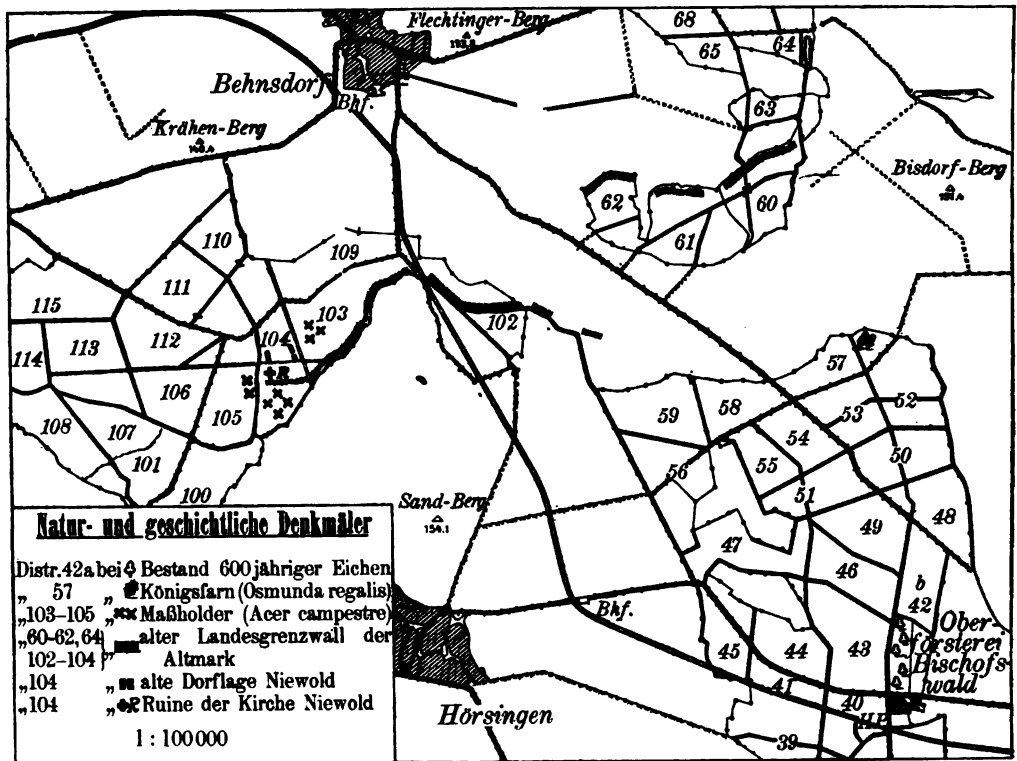 Flechtinger-Berg
Behnsdorf
Bhf.
Krähen-Berg
68
65
64
63
Bisdorf-Berg
62
60
61
110
109
111
115
103
102
104
112
113
114
106
105
108
107
101
100
57
52
59
58
53
54
50
55
56
51
Sand-Berg
154.1
49
48
47
46
b
42
Ober-
försterei
Bischofs-
wald
Bhf.
45
44
43
41
40
H.P.
39
Hörsingen
Natur- und geschichtliche Denkmäler
Distr. 42a bei Bestand 600jähriger Eichen
„ 57 „ Königsfarn (Osmunda regalis)
„103-105 „ Maßholder (Acer campestre)
„60-62, 64 alter Landesgrenzwall der
102-104 „ Altmark
„104 „ alte Dorflage Niewold
„104 „ R Ruine der Kirche Niewold
1 : 100000